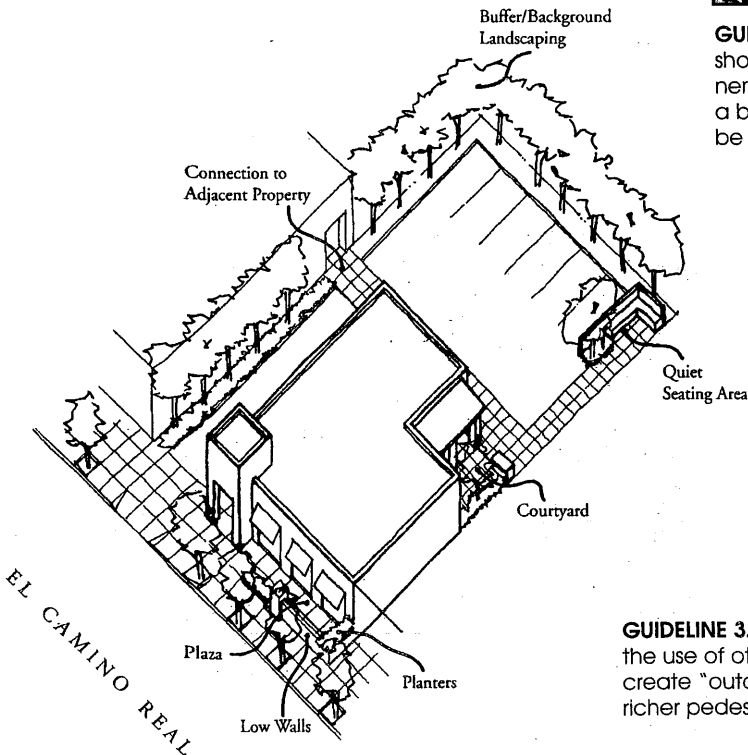 Buffer/Background
Landscaping
GUI
sho
ner
a b
be
Connection to
Adjacent Property
Quiet
Seating Area
Courtyard
EL CAMINO REAL
Plaza
Planters
Low Walls
GUIDELINE 3.
the use of ot
create "outd
richer pedes